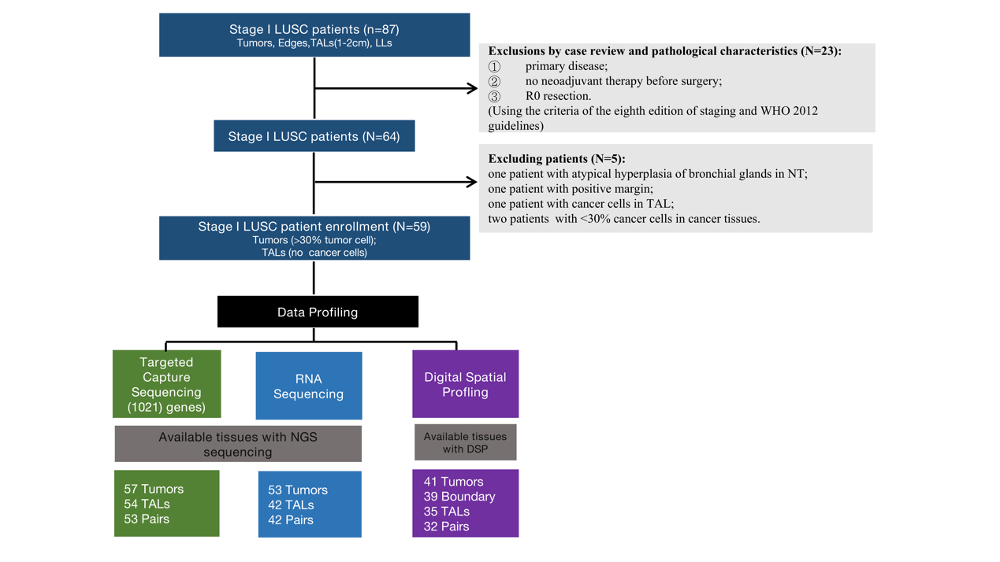 Stage I LUSC patients (n=87)
Tumors, Edges,TALs(1-2cm), LLs
Exclusions by case review and pathological characteristics (N=23):
① primary disease;
② no neoadjuvant therapy before surgery;
③ R0 resection.
(Using the criteria of the eighth edition of staging and WHO 2012
guidelines)
Stage I LUSC patients (N=64)
Excluding patients (N=5):
one patient with atypical hyperplasia of bronchial glands in NT;
one patient with positive margin;
one patient with cancer cells in TAL;
two patients  with <30% cancer cells in cancer tissues.
Stage I LUSC patient enrollment (N=59)
Tumors (>30% tumor cell);
TALs (no  cancer cells)
Data Profiling
Targeted
Capture
Sequencing
(1021) genes)
RNA
Sequencing
Digital Spatial
Profling
Available tissues with NGS
sequencing
Available tissues
with DSP
57 Tumors
54 TALs
53 Pairs
53 Tumors
42 TALs
42 Pairs
41 Tumors
39 Boundary
35 TALs
32 Pairs